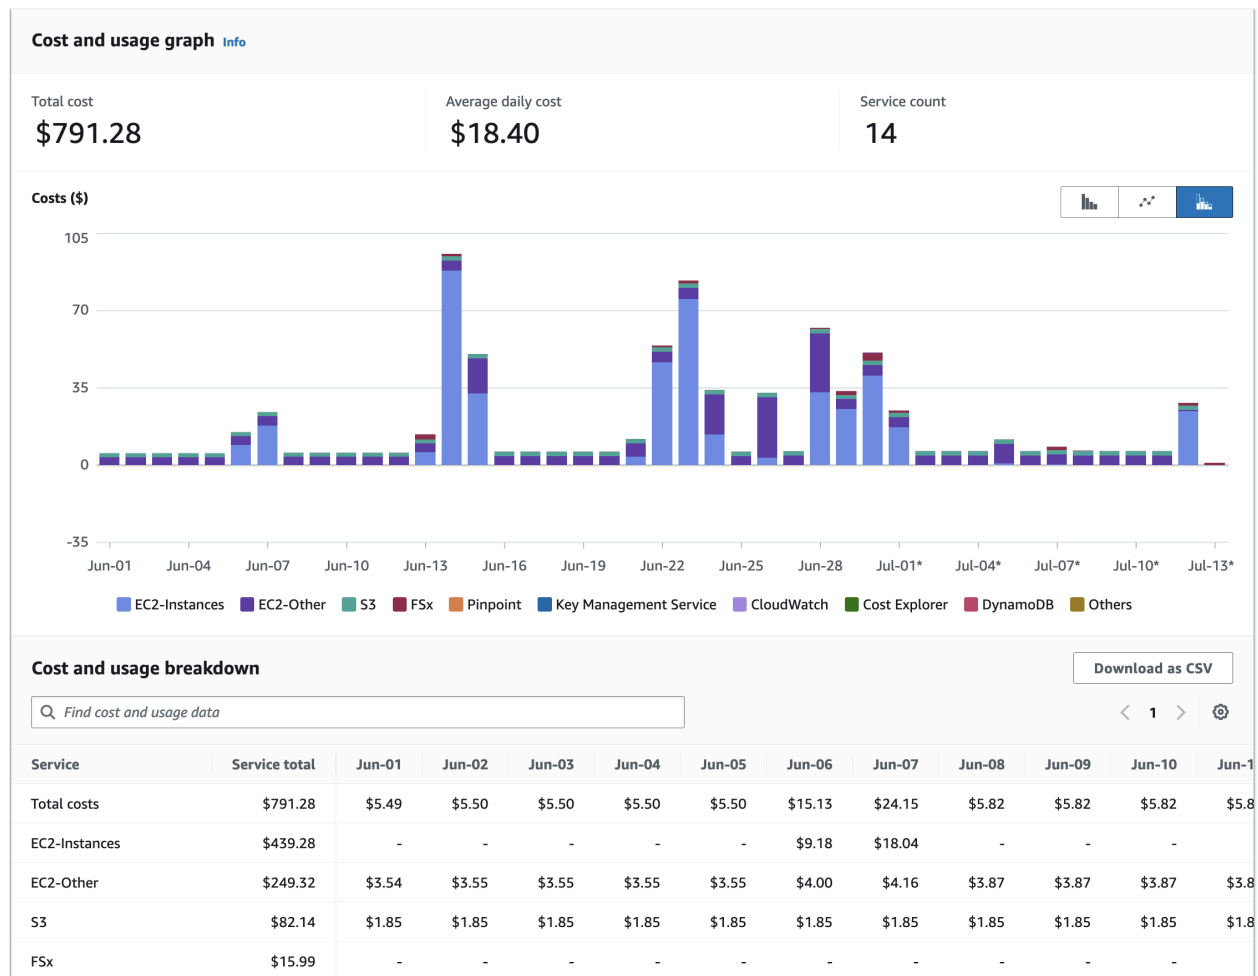 Cost and usage graph Info
Total cost Average daily cost Service count
$791.28 $18.40 14
Costs ($)
105
70
35
0
-35
Jun-01 Jun-04 Jun-07 Jun-10 Jun-13 Jun-16 Jun-19 Jun-22 Jun-25 Jun-28 Jul-01* Jul-04* Jul-07* Jul-10* Jul-13*
EC2-Instances EC2-Other S3 FSx Pinpoint Key Management Service CloudWatch Cost Explorer DynamoDB Others
Cost and usage breakdown Download as CSV
Find cost and usage data 1
Service Service total Jun-01 Jun-02 Jun-03 Jun-04 Jun-05 Jun-06 Jun-07 Jun-08 Jun-09 Jun-10 Jun-1
Total costs $791.28 $5.49 $5.50 $5.50 $5.50 $5.50 $15.13 $24.15 $5.82 $5.82 $5.82 $5.8
EC2-Instances $439.28 - - - - - $9.18 $18.04 - - -
EC2-Other $249.32 $3.54 $3.55 $3.55 $3.55 $3.55 $4.00 $4.16 $3.87 $3.87 $3.87 $3.8
S3 $82.14 $1.85 $1.85 $1.85 $1.85 $1.85 $1.85 $1.85 $1.85 $1.85 $1.85 $1.8
FSx $15.99 - - - - - - - - - -